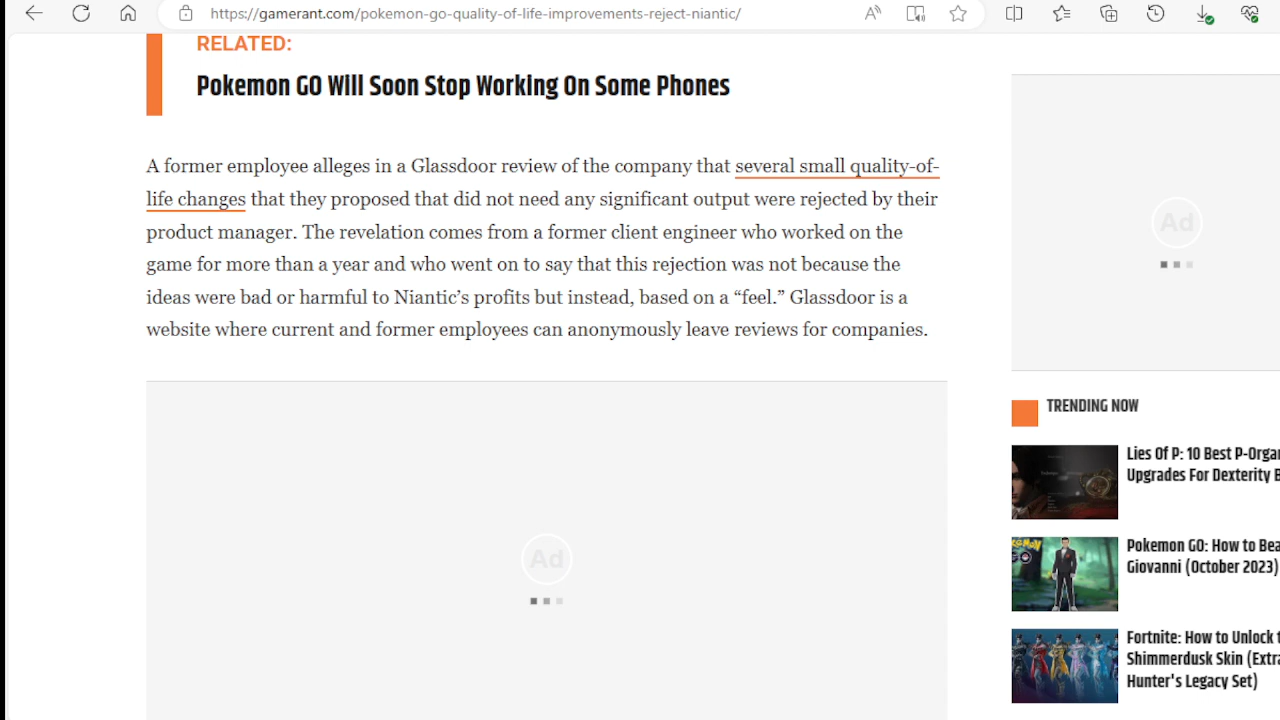 https://gamerant.com/pokemon-go-quality-of-life-improvements-reject-niantic/
RELATED:
Pokemon GO Will Soon Stop Working On Some Phones
A former employee alleges in a Glassdoor review of the company that several small quality-of-
life changes that they proposed that did not need any significant output were rejected by their
product manager. The revelation comes from a former client engineer who worked on the
game for more than a year and who went on to say that this rejection was not because the
ideas were bad or harmful to Niantic’s profits but instead, based on a “feel.” Glassdoor is a
website where current and former employees can anonymously leave reviews for companies.
Ad
Ad
TRENDING NOW
Lies Of P: 10 Best P-Organ
Upgrades For Dexterity B
Pokemon GO: How to Bea
Giovanni (October 2023)
Fortnite: How to Unlock t
Shimmerdusk Skin (Extra
Hunter's Legacy Set)